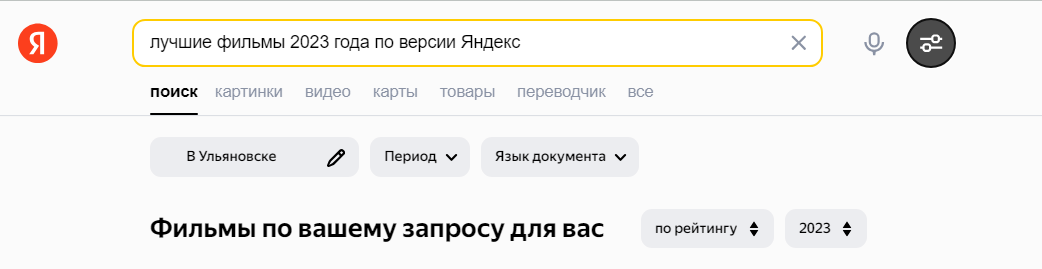 Я лучшие фильмы 2023 года по версии Яндекс
поиск картинки видео карты товары переводчик все
В Ульяновске Период Язык документа
Фильмы по вашему запросу для вас по рейтингу 2023